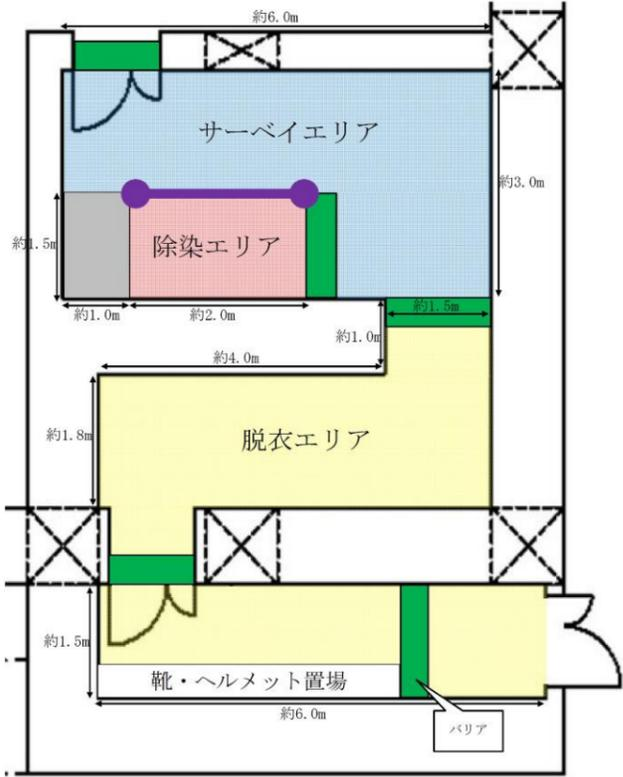 約6.0m
サーベイエリア
約3.0m
約1.5m
除染エリア
約1.0m
約2.0m
約1.5m
約1.0m
約4.0m
約1.8m
脱衣エリア
約1.5m
靴・ヘルメット置場
約6.0m
バリア